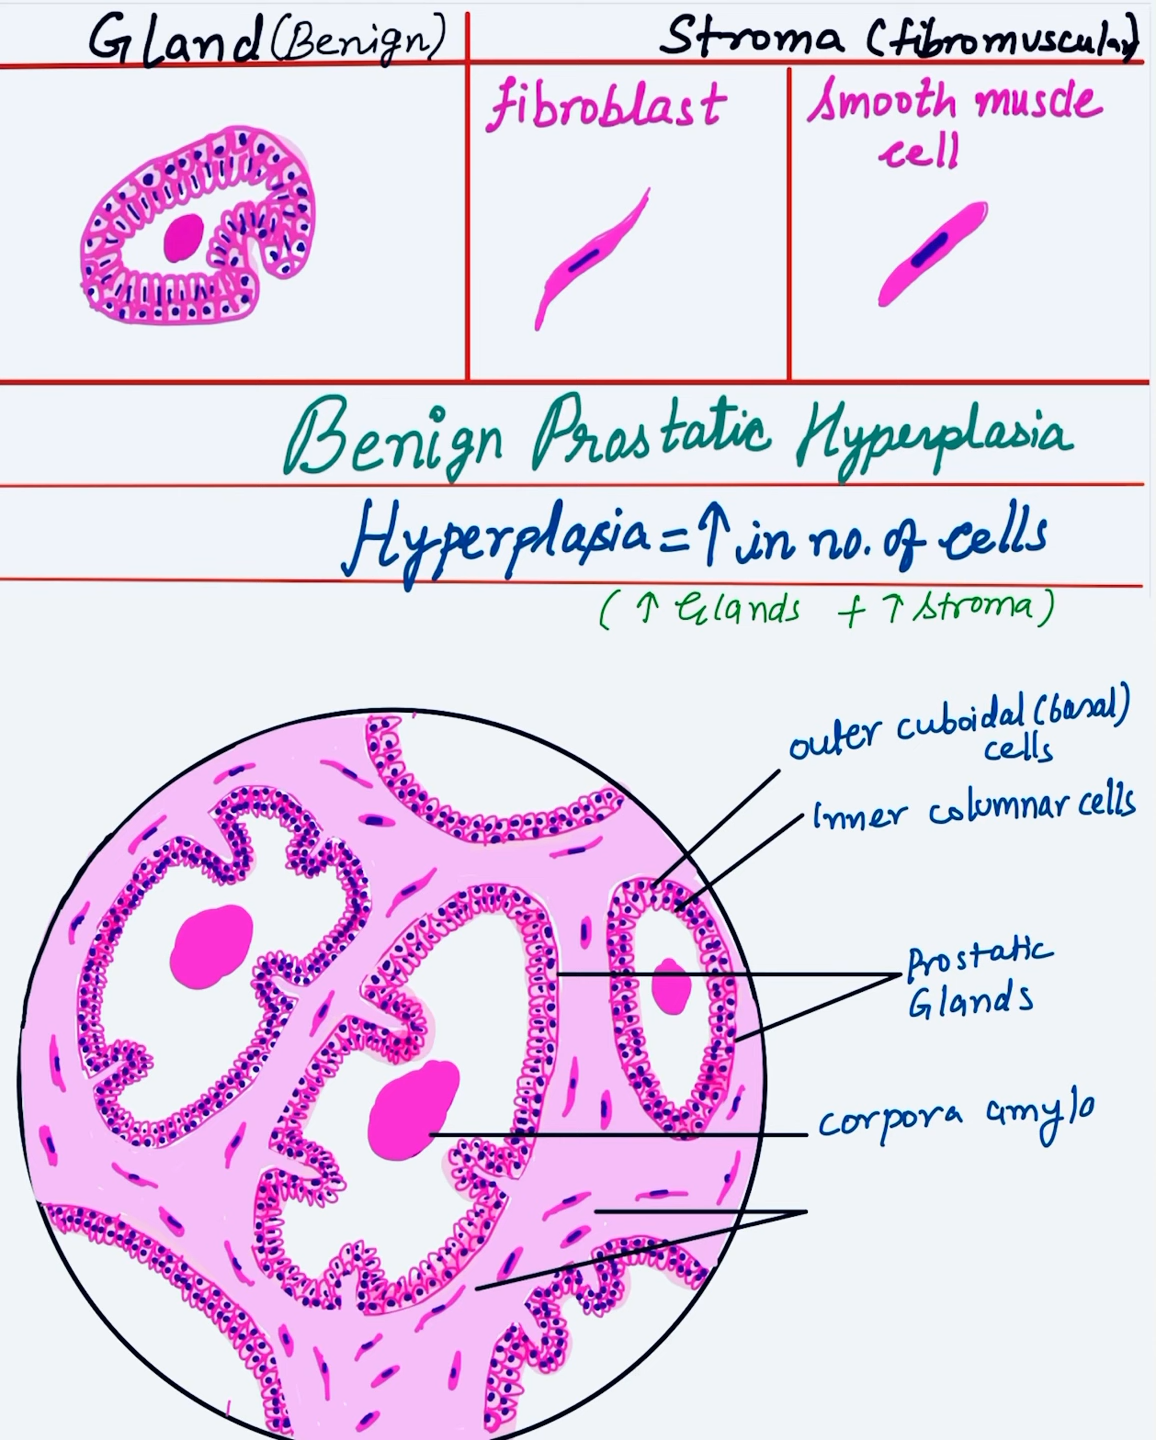 Gland (Benign)
Stroma (fibromuscular)
fibroblast
smooth muscle
cell
Benign Prostatic Hyperplasia
Hyperplasia = ↑ in no. of cells
( ↑ Glands + ↑ stroma )
outer cuboidal (basal)
cells
Inner columnar cells
Prostatic
Glands
corpora amylo